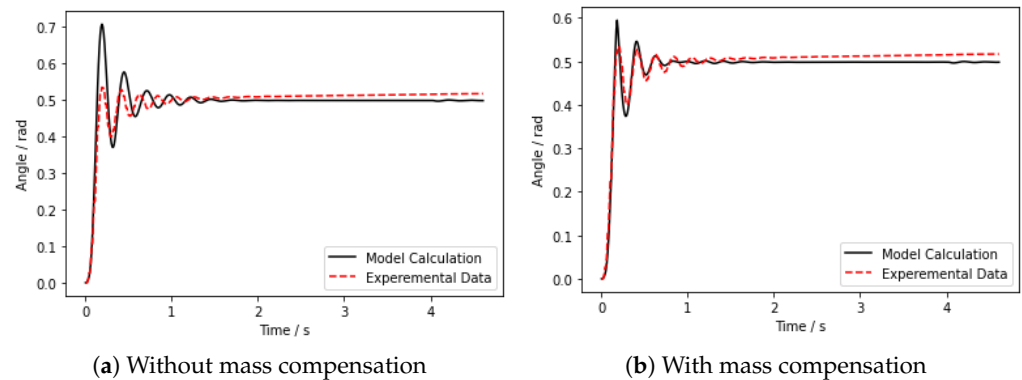 0.7
0.6
0.5
0.4
0.3
0.2
0.1
0.0
Angle / rad
0
1
2
3
4
Time / s
Model Calculation
Experemental Data
(a) Without mass compensation
0.6
0.5
0.4
0.3
0.2
0.1
0.0
Angle / rad
0
1
2
3
4
Time / s
Model Calculation
Experemental Data
(b) With mass compensation